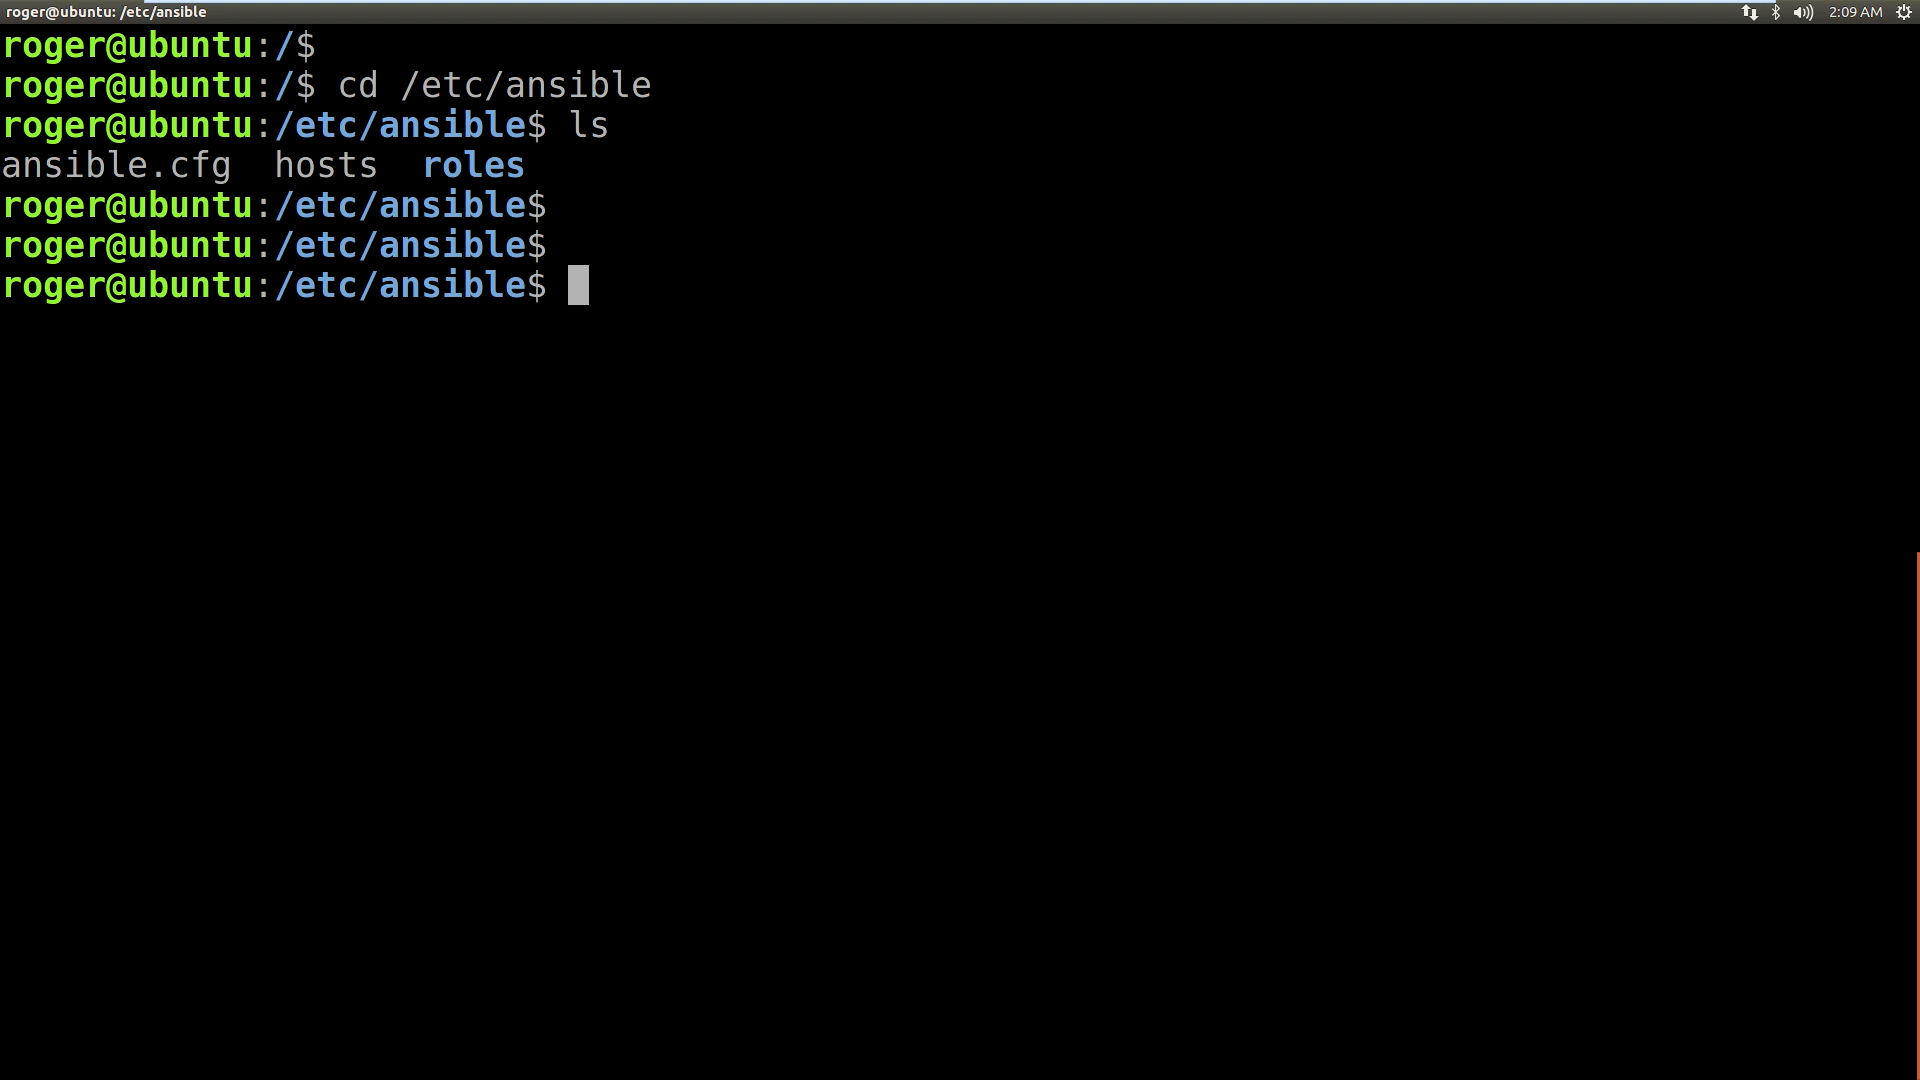 roger@ubuntu: /etc/ansible
2:09 AM
roger@ubuntu:/$
roger@ubuntu:/$ cd /etc/ansible
roger@ubuntu:/etc/ansible$ ls
ansible.cfg  hosts  roles
roger@ubuntu:/etc/ansible$
roger@ubuntu:/etc/ansible$
roger@ubuntu:/etc/ansible$